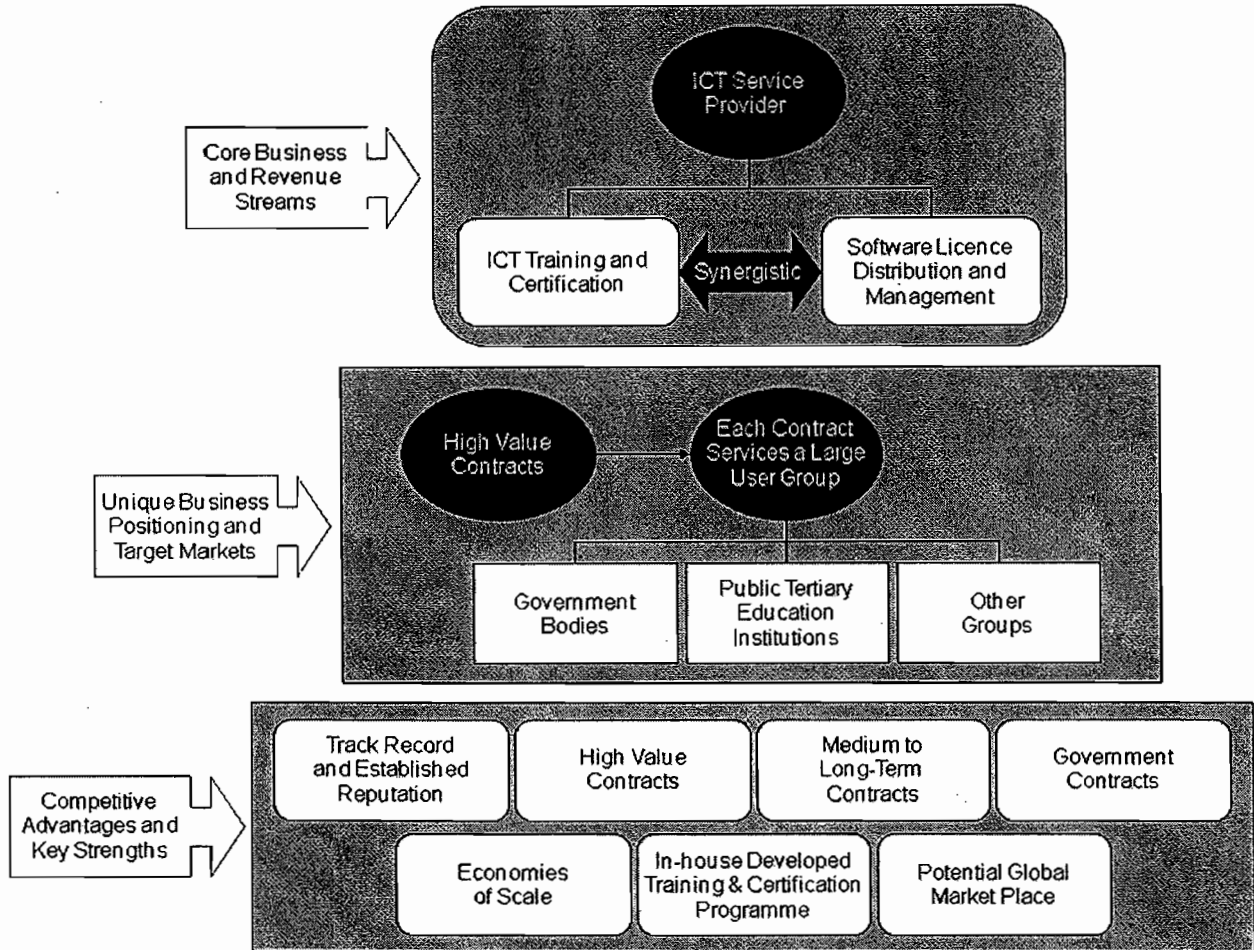 ICT Service
Provider
Core Business
and Revenue
Streams
ICT Training and
Certification
Synergistic
Software Licence
Distribution and
Management
High Value
Contracts
Each Contract
Services a Large
User Group
Unique Business
Positioning and
Target Markets
Government
Bodies
Public Tertiary
Education
Institutions
Other
Groups
Track Record
and Established
Reputation
High Value
Contracts
Medium to
Long-Term
Contracts
Government
Contracts
Competitive
Advantages and
Key Strengths
Economies
of Scale
In-house Developed
Training & Certification
Programme
Potential Global
Market Place